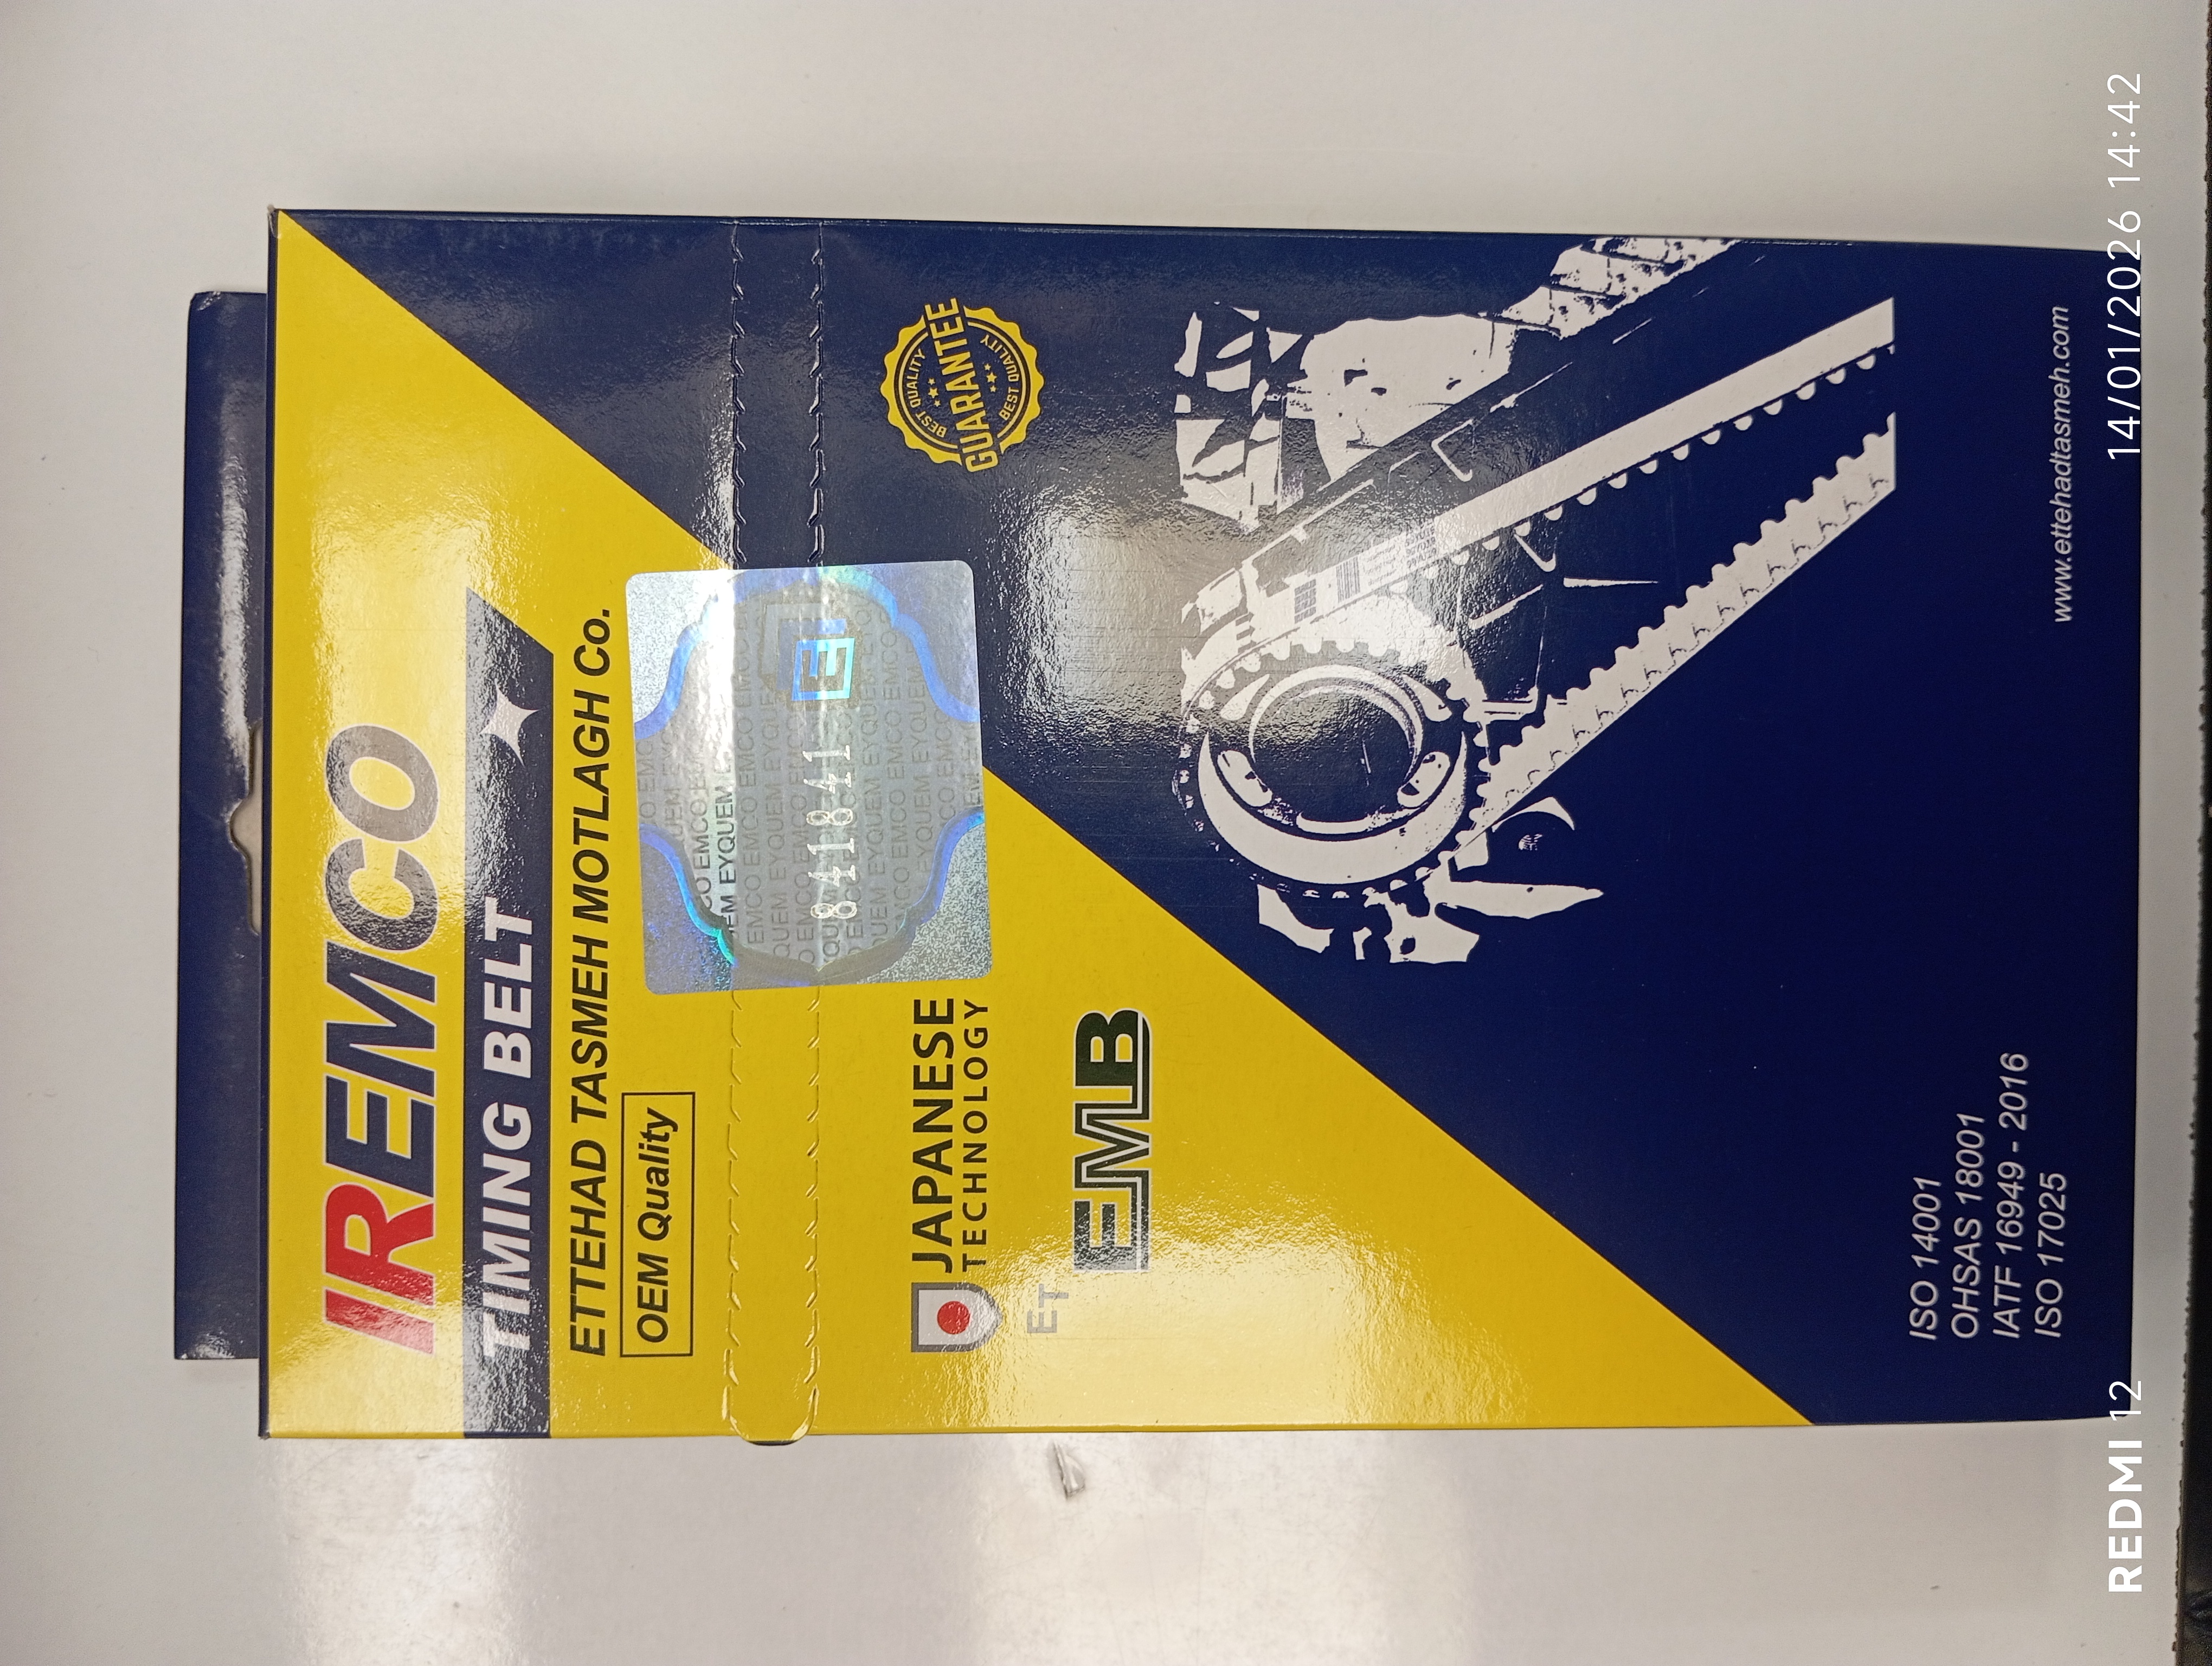 IREMCO
TIMING BELT
ETTEHAD TASMEH MOTLAGH Co.
OEM Quality
841841
JAPANESE
TECHNOLOGY
ET
EMB
BEST QUALITY
GUARANTEE
BEST QUALITY
ISO 14001
OHSAS 18001
IATF 16949 - 2016
ISO 17025
www.ettehadtasmeh.com
REDMI 12
14/01/2026 14:42